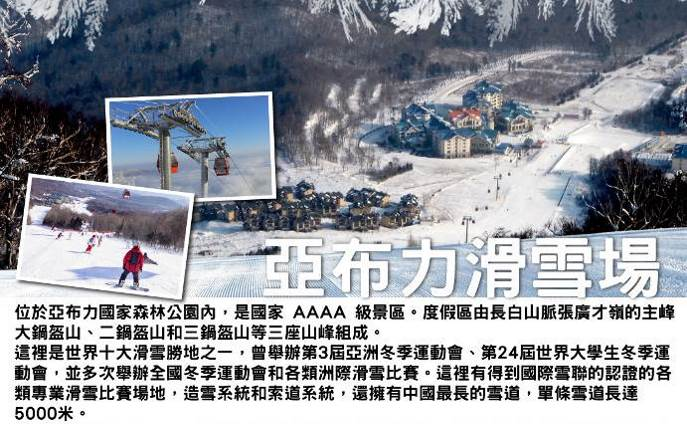 亞布力滑雪場
位於亞布力國家森林公園內，是國家 AAAA 級景區。度假區由長白山脈張廣才嶺的主峰
大鍋盔山、二鍋盔山和三鍋盔山等三座山峰組成。
這裡是世界十大滑雪勝地之一，曾舉辦第3屆亞洲冬季運動會、第24屆世界大學生冬季運
動會，並多次舉辦全國冬季運動會和各類洲際滑雪比賽。這裡有得到國際雪聯的認證的各
類專業滑雪比賽場地，造雪系統和索道系統，還擁有中國最長的雪道，單條雪道長達
5000米。